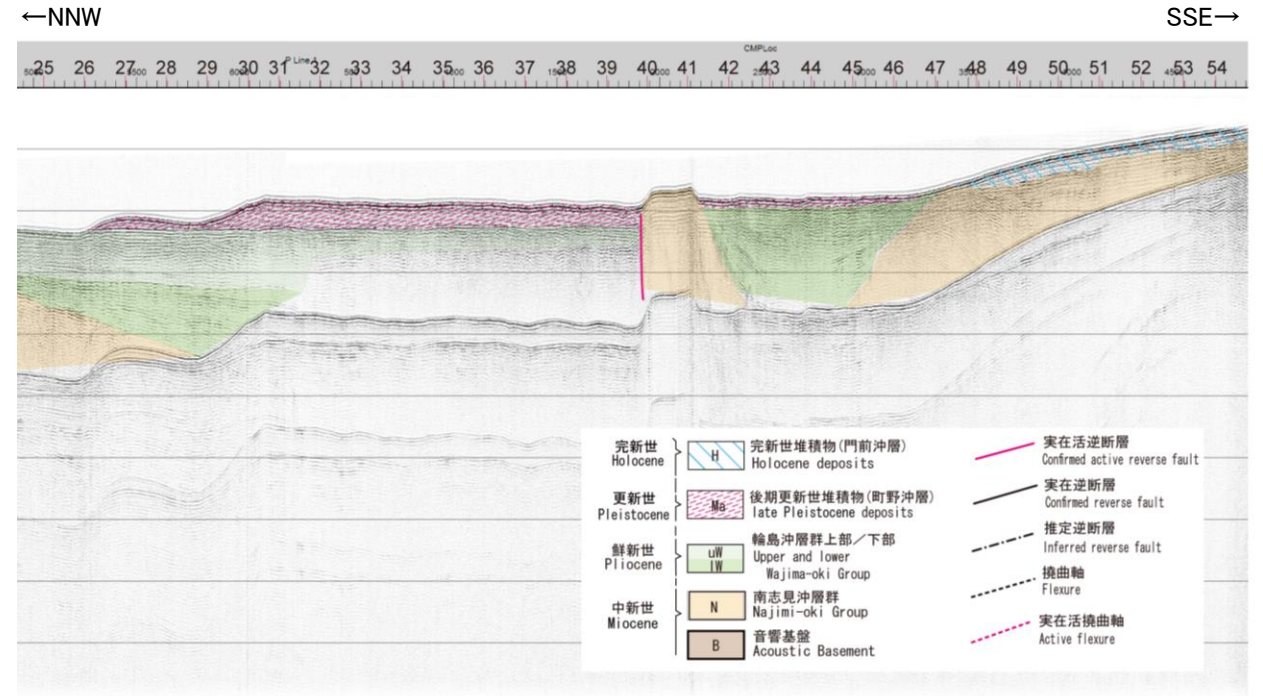 ←NNW
SSE→
CMPLoc
P Line
25 26 27 28 29 30 31 32 33 34 35 36 37 38 39 40 41 42 43 44 45 46 47 48 49 50 51 52 53 54
完新世
Holocene
H
完新世堆積物(門前沖層)
Holocene deposits
更新世
Pleistocene
Ma
後期更新世堆積物(町野沖層)
late Pleistocene deposits
鮮新世
Pliocene
uW
lW
輪島沖層群上部/下部
Upper and lower
Wajima-oki Group
中新世
Miocene
N
南志見沖層群
Najimi-oki Group
B
音響基盤
Acoustic Basement
実在活逆断層
Confirmed active reverse fault
実在逆断層
Confirmed reverse fault
推定逆断層
Inferred reverse fault
撓曲軸
Flexure
実在活撓曲軸
Active flexure